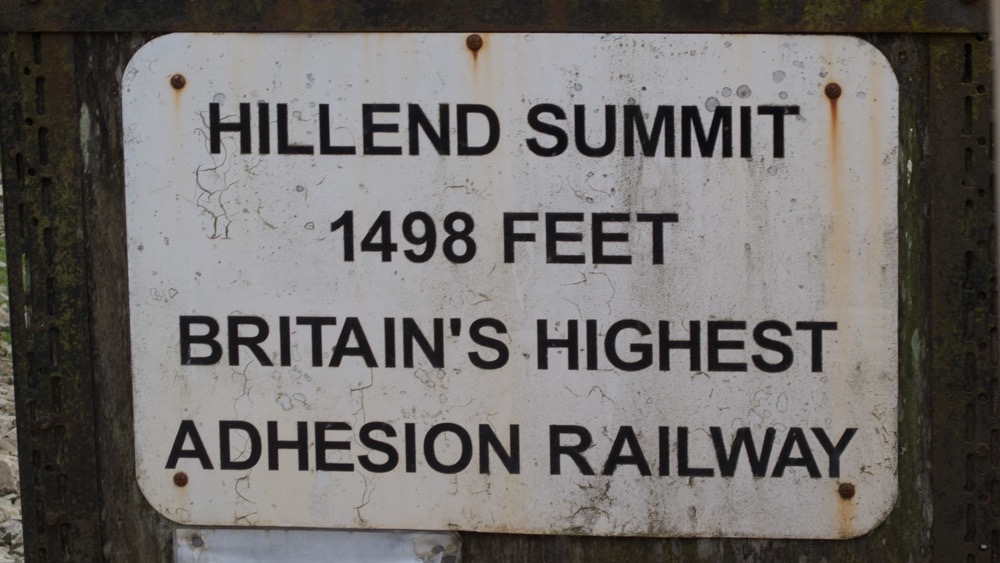 HILLEND SUMMIT
1498 FEET
BRITAIN'S HIGHEST
ADHESION RAILWAY